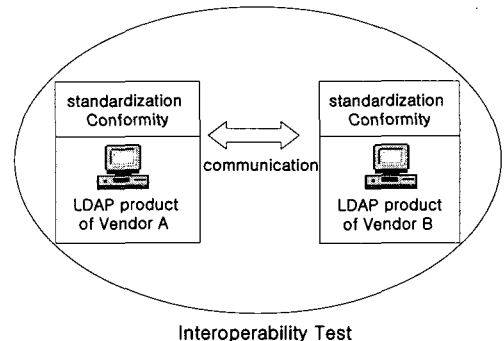 standardization
Conformity
LDAP product
of Vendor A
communication
standardization
Conformity
LDAP product
of Vendor B
Interoperability Test